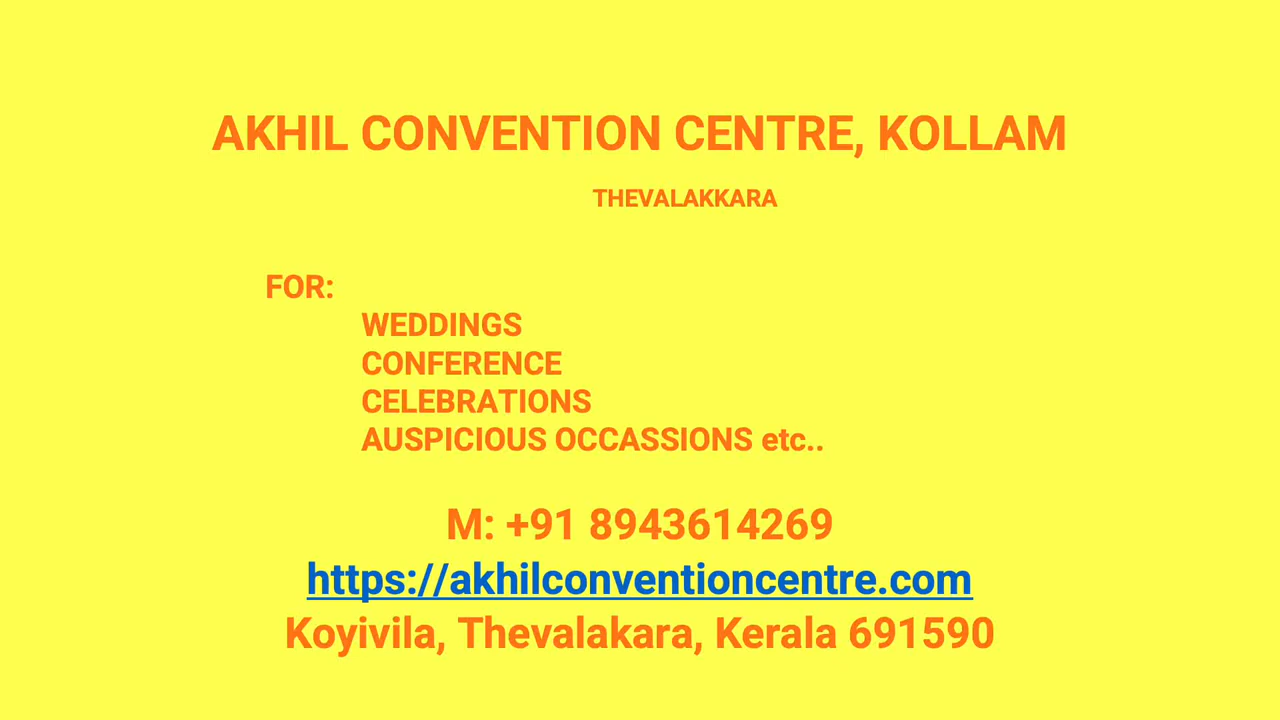 AKHIL CONVENTION CENTRE, KOLLAM
THEVALAKKARA
FOR:
WEDDINGS
CONFERENCE
CELEBRATIONS
AUSPICIOUS OCCASSIONS etc..
M: +91 8943614269
https://akhilconventioncentre.com
Koyivila, Thevalakara, Kerala 691590